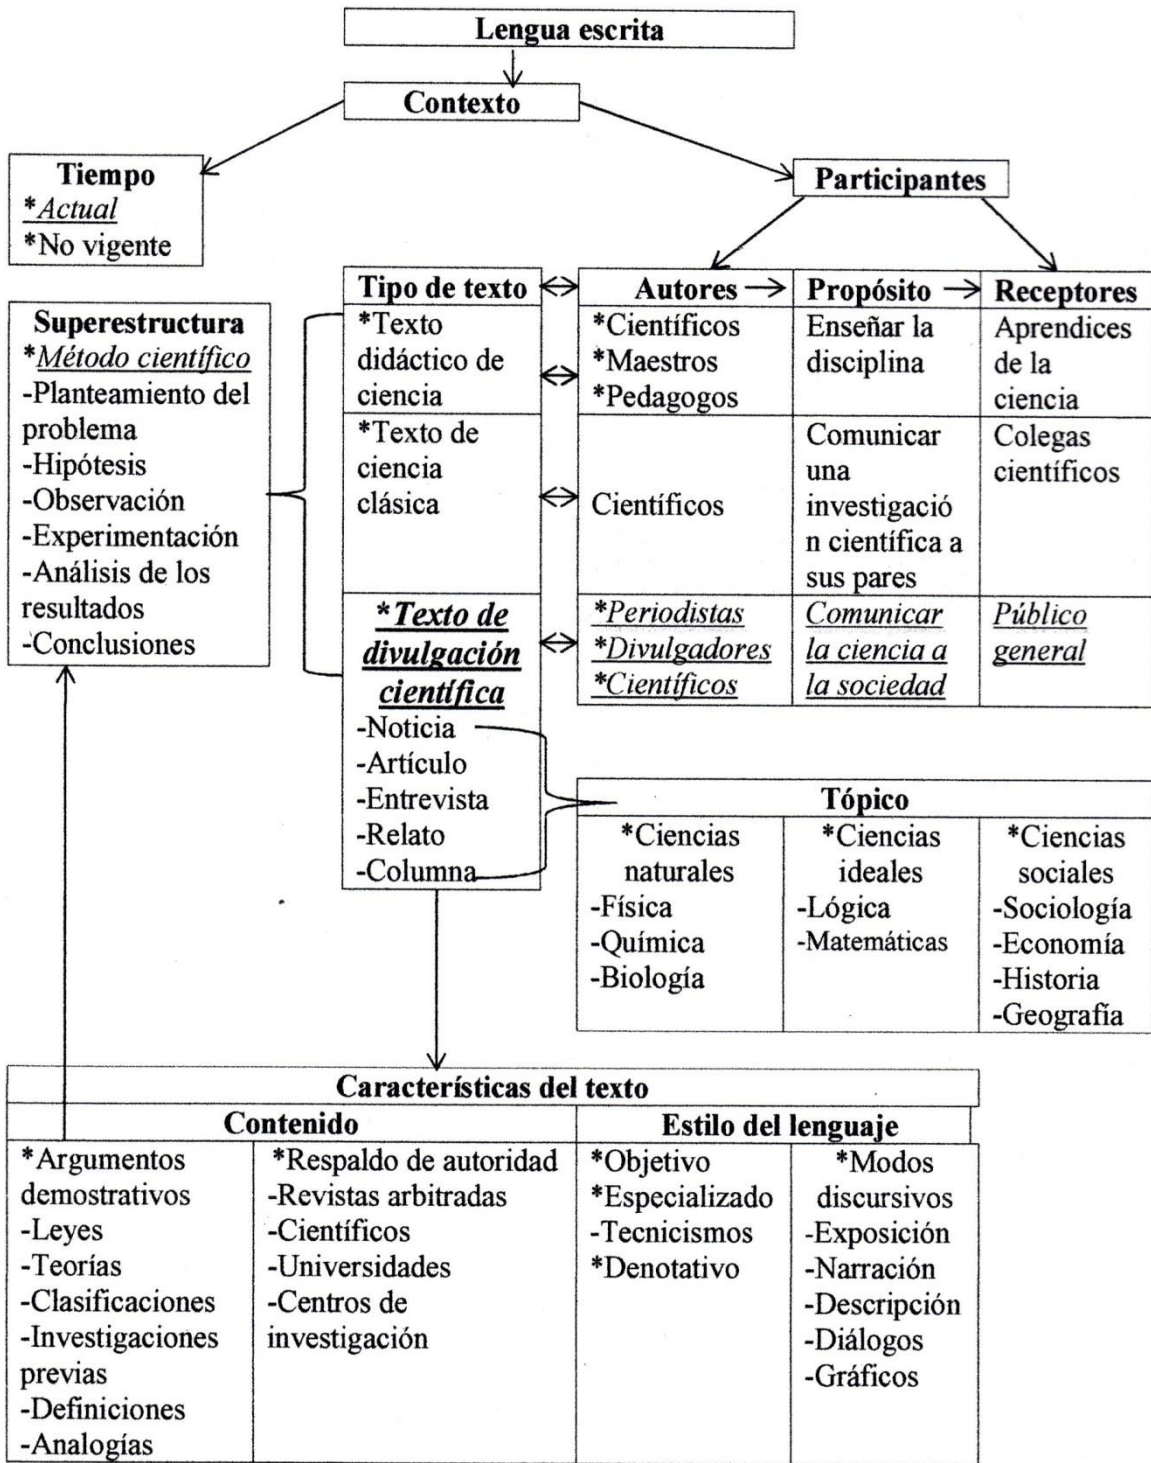 Lengua escrita
Contexto
Tiempo
*Actual
*No vigente
Participantes
Superestructura
*Método científico
-Planteamiento del
problema
-Hipótesis
-Observación
-Experimentación
-Análisis de los
resultados
-Conclusiones
Tipo de texto
*Texto
didáctico de
ciencia
*Texto de
ciencia
clásica
*Texto de
divulgación
científica
-Noticia
-Artículo
-Entrevista
-Relato
-Columna
Autores
*Científicos
*Maestros
*Pedagogos
Científicos
*Periodistas
*Divulgadores
*Científicos
Propósito
Enseñar la
disciplina
Comunicar
una
investigació
n científica a
sus pares
Comunicar
la ciencia a
la sociedad
Receptores
Aprendices
de la
ciencia
Colegas
científicos
Público
general
Tópico
*Ciencias
naturales
-Física
-Química
-Biología
*Ciencias
ideales
-Lógica
-Matemáticas
*Ciencias
sociales
-Sociología
-Economía
-Historia
-Geografía
Características del texto
Contenido
*Argumentos
demostrativos
-Leyes
-Teorías
-Clasificaciones
-Investigaciones
previas
-Definiciones
-Analogías
*Respaldo de autoridad
-Revistas arbitradas
-Científicos
-Universidades
-Centros de
investigación
Estilo del lenguaje
*Objetivo
*Especializado
-Tecnicismos
*Denotativo
*Modos
discursivos
-Exposición
-Narración
-Descripción
-Diálogos
-Gráficos